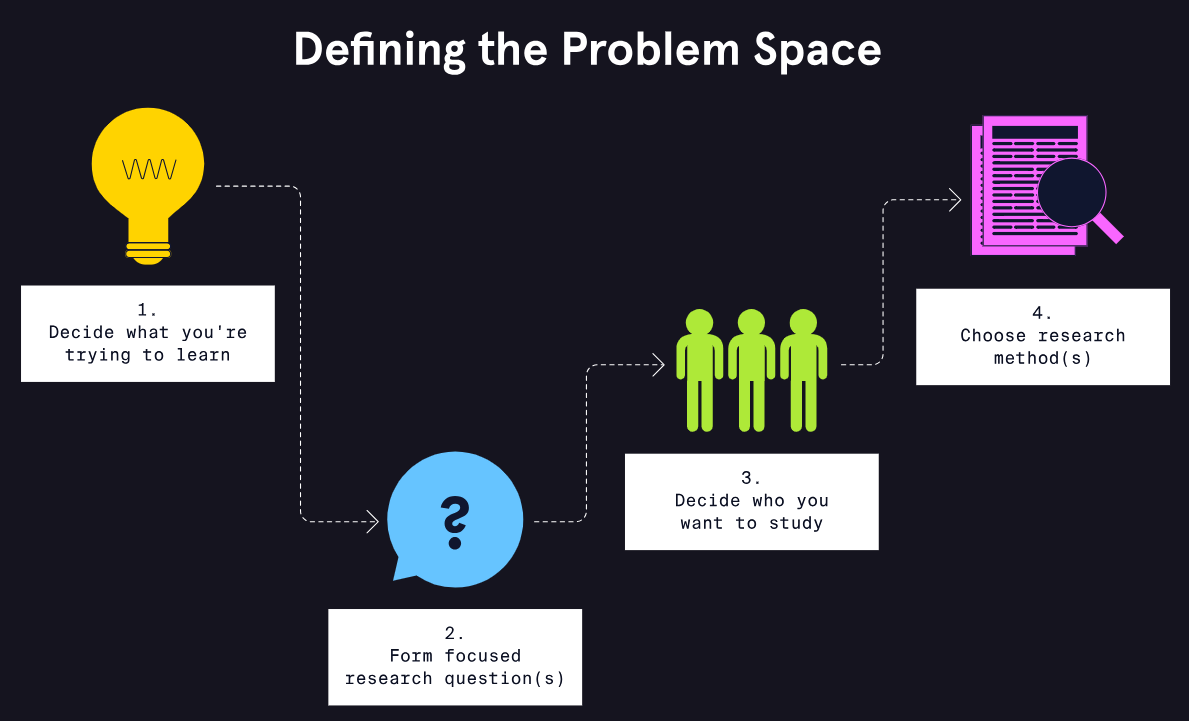 Defining the Problem Space
1.
Decide what you're
trying to learn
2.
Form focused
research question(s)
3.
Decide who you
want to study
4.
Choose research
method(s)
?